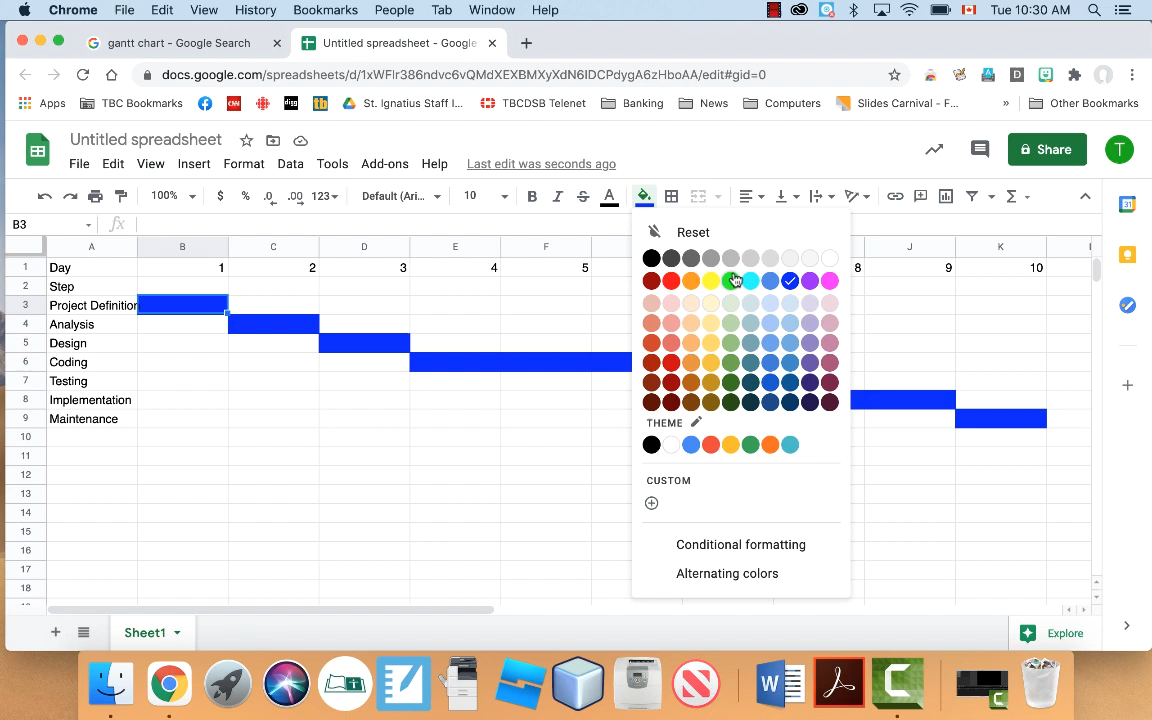 Chrome File Edit View History Bookmarks People Tab Window Help Tue 10:30 AM
gantt chart - Google Search Untitled spreadsheet - Google
docs.google.com/spreadsheets/d/1xWFlr386ndvc6vQMdXEXBMXyXdN6IDCPdygA6zHboAA/edit#gid=0
Apps TBC Bookmarks CNN digg tb St. Ignatius Staff I... TBCDSB Telenet Banking News Computers Slides Carnival - F... » Other Bookmarks
Untitled spreadsheet
File Edit View Insert Format Data Tools Add-ons Help Last edit was seconds ago
Share T
100% $ % .0 .00 123 Default (Ari... 10 B I S A
B3 fx
A B C D E F J K
1 Day 1 2 3 4 5 8 9 10
2 Step
3 Project Definition
4 Analysis
5 Design
6 Coding
7 Testing
8 Implementation
9 Maintenance
10
11
12
13
14
15
16
17
18
Reset
THEME
CUSTOM
Conditional formatting
Alternating colors
Sheet1
Explore
31